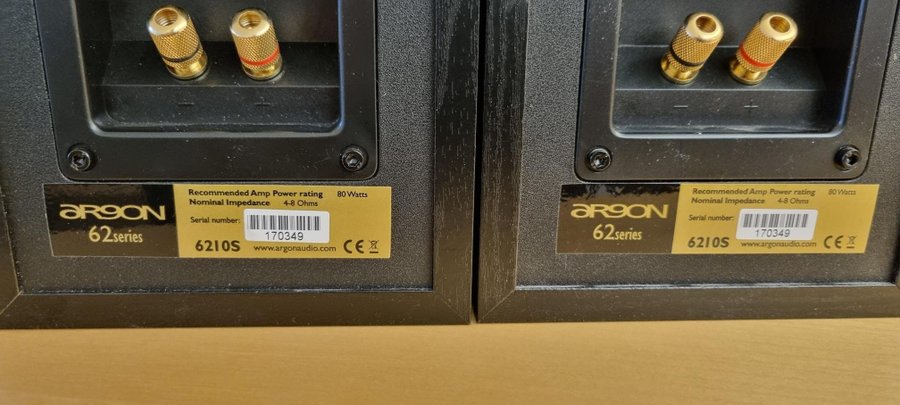 − +
ARGON
62series
Recommended Amp Power rating 80 Watts
Nominal Impedance 4-8 Ohms
Serial number:
170349
6210S www.argonaudio.com CE
− +
ARGON
62series
Recommended Amp Power rating 80 Watts
Nominal Impedance 4-8 Ohms
Serial number:
170349
6210S www.argonaudio.com CE